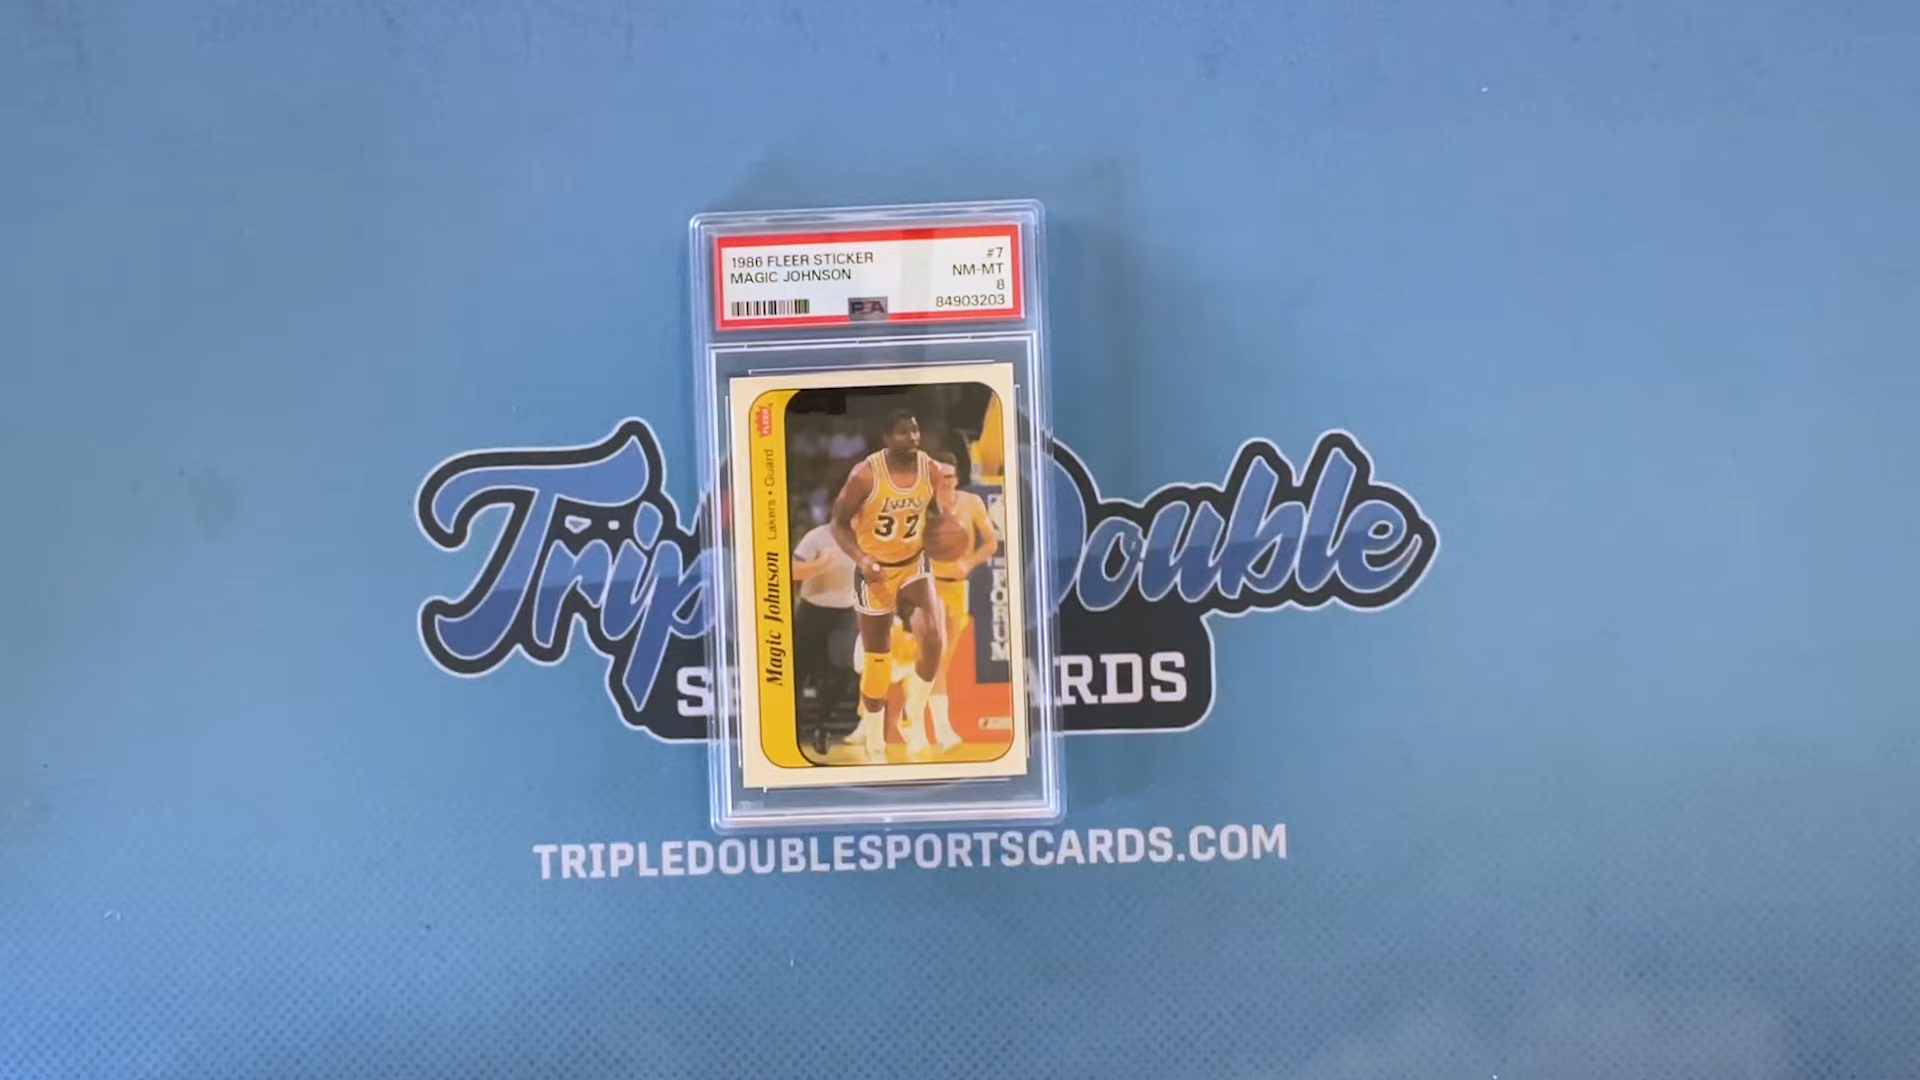 1986 FLEER STICKER
MAGIC JOHNSON
#7
NM-MT
8
84903203
PSA
FLEER
Magic Johnson Lakers • Guard
LAKERS
32
Trip ouble
S ARDS
TRIPLEDOUBLESPORTSCARDS.COM